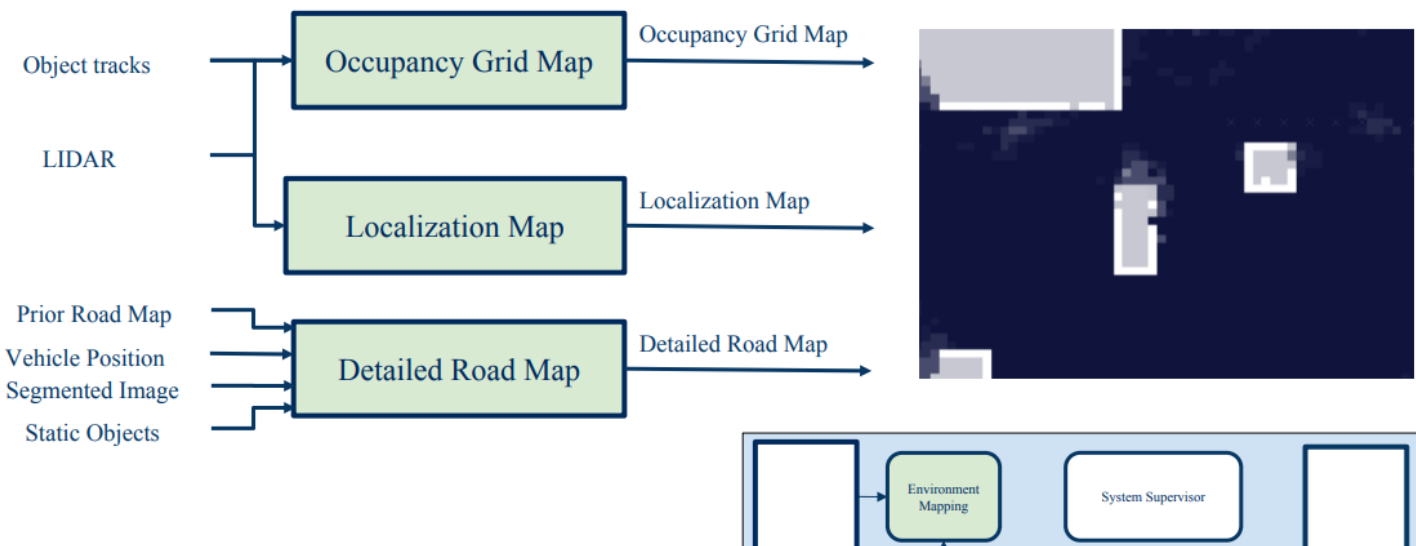 Object tracks
LIDAR
Occupancy Grid Map
Occupancy Grid Map
Localization Map
Localization Map
Prior Road Map
Vehicle Position
Segmented Image
Static Objects
Detailed Road Map
Detailed Road Map
Environment
Mapping
System Supervisor